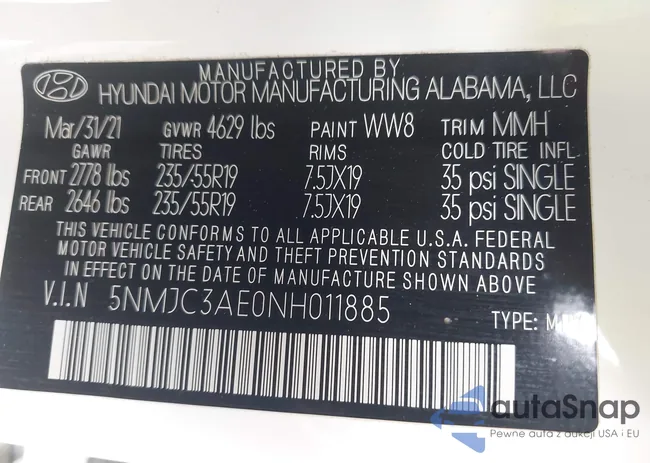 MANUFACTURED BY
HYUNDAI MOTOR MANUFACTURING ALABAMA, LLC
Mar/31/21 GVWR 4629 lbs PAINT WW8 TRIM MMH
GAWR TIRES RIMS COLD TIRE INFL
FRONT 2778 lbs 235/55R19 7.5JX19 35 psi SINGLE
REAR 2646 lbs 235/55R19 7.5JX19 35 psi SINGLE
THIS VEHICLE CONFORMS TO ALL APPLICABLE U.S.A. FEDERAL
MOTOR VEHICLE SAFETY AND THEFT PREVENTION STANDARDS
IN EFFECT ON THE DATE OF MANUFACTURE SHOWN ABOVE
V.I.N 5NMJC3AE0NH011885
TYPE:
autaSnap
Pewne auta z aukcji USA i EU